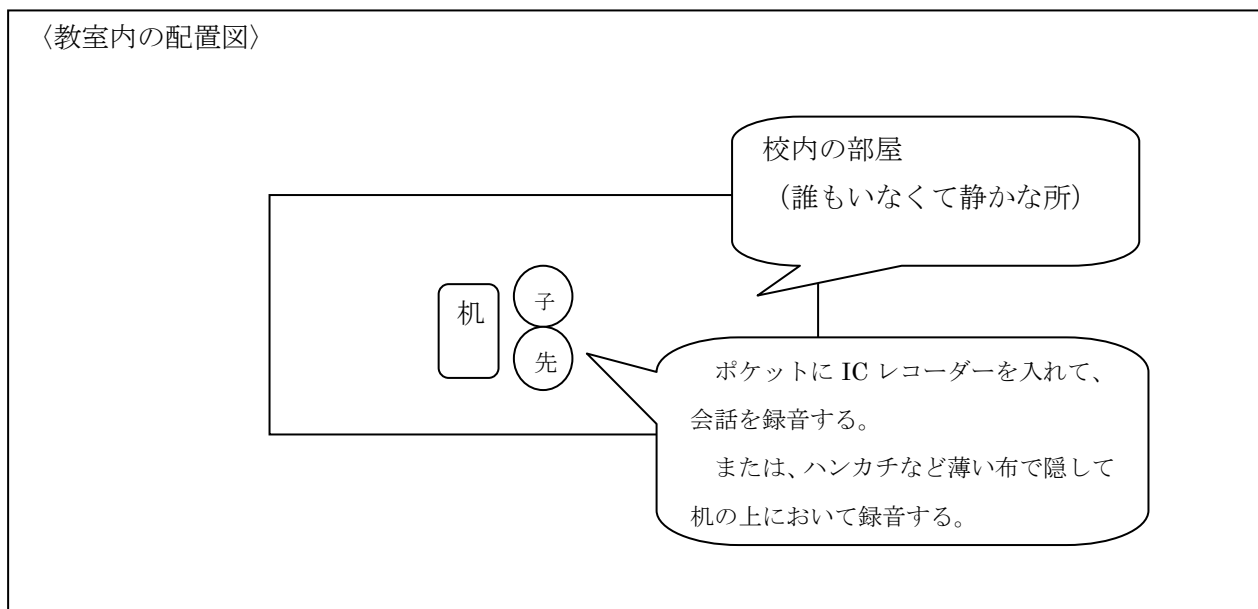 〈教室内の配置図〉
校内の部屋
（誰もいなくて静かな所）
机
子
先
ポケットに IC レコーダーを入れて、
会話を録音する。
または、ハンカチなど薄い布で隠して
机の上において録音する。